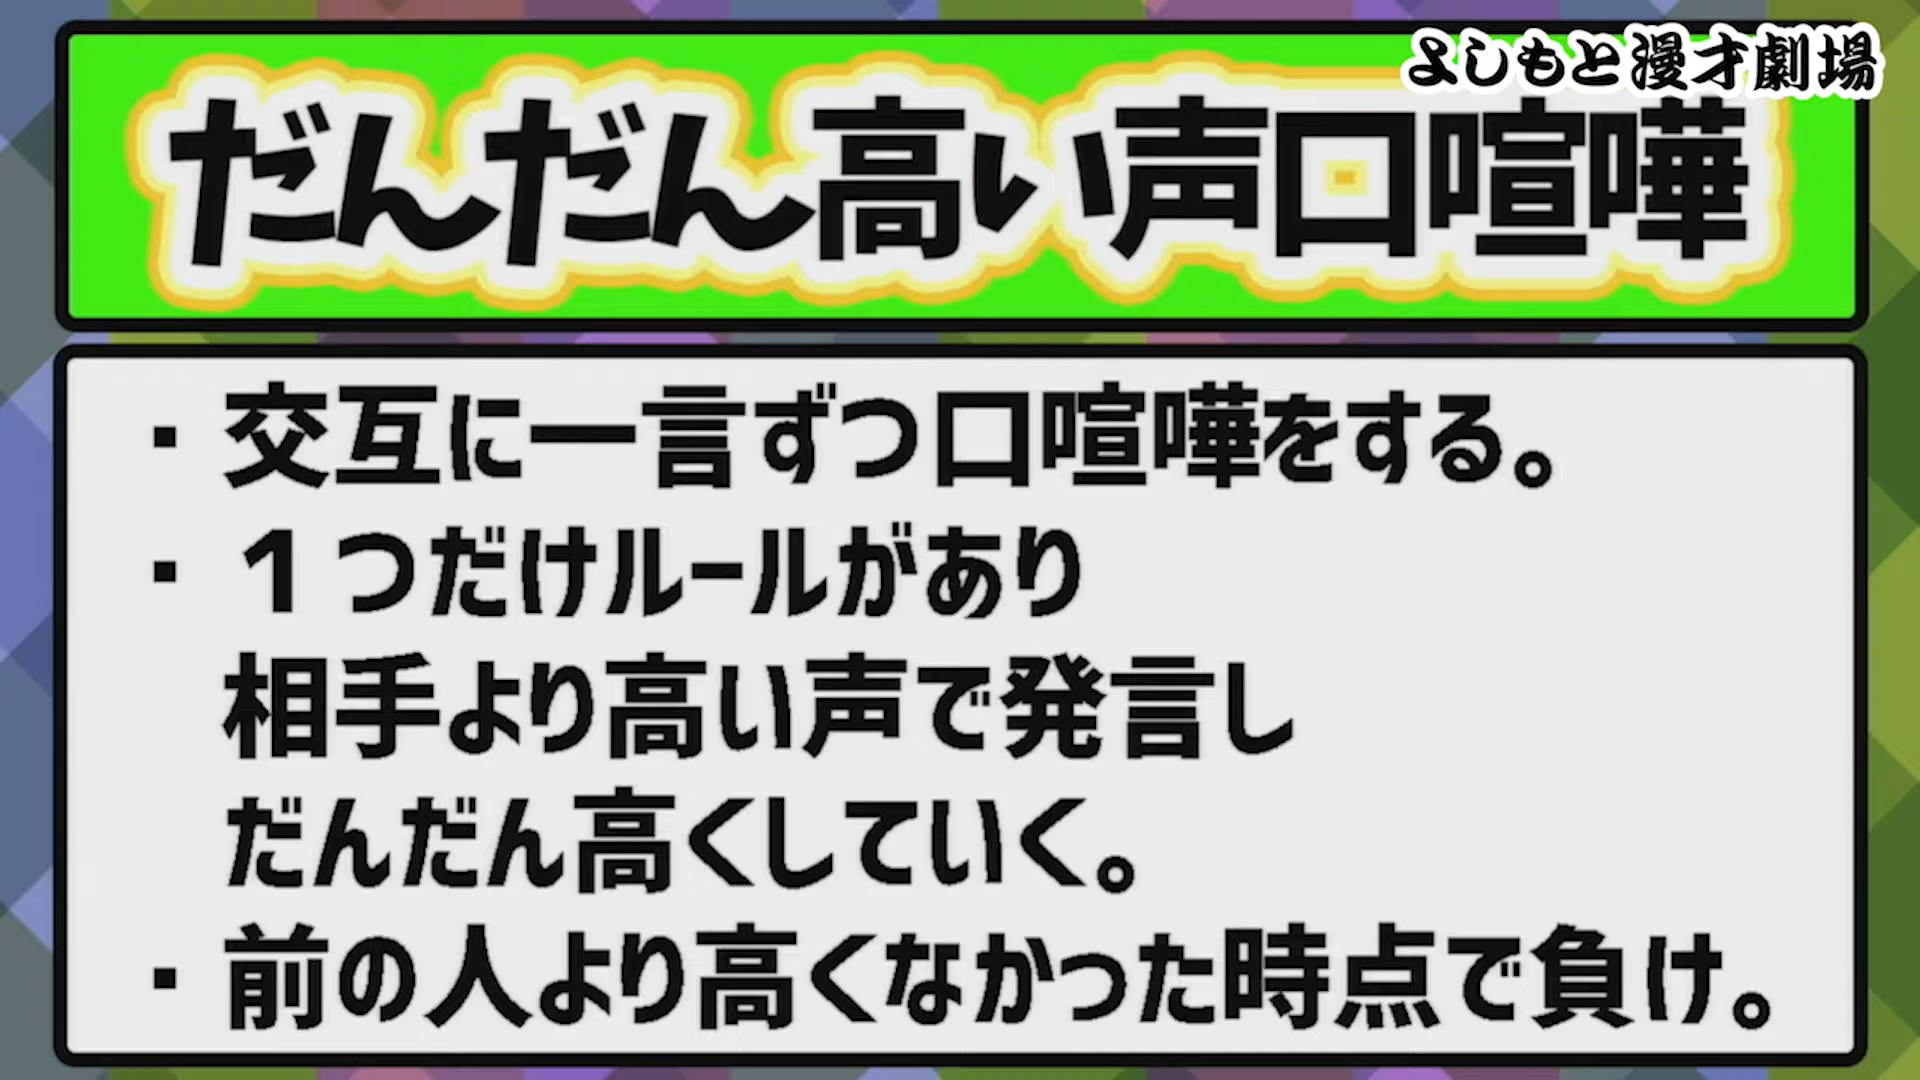 よしもと漫才劇場
だんだん高い声口喧嘩
・交互に一言ずつ口喧嘩をする。
・１つだけルールがあり
相手より高い声で発言し
だんだん高くしていく。
・前の人より高くなかった時点で負け。